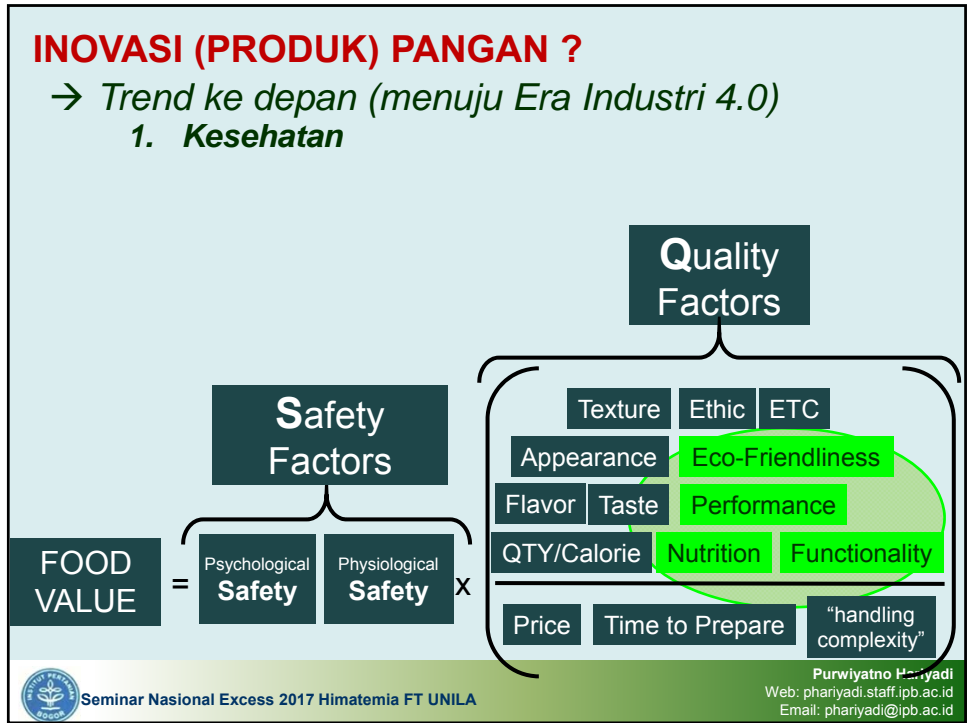 INOVASI (PRODUK) PANGAN ?
→ Trend ke depan (menuju Era Industri 4.0)
1. Kesehatan
Quality
Factors
Safety
Factors
Texture Ethic ETC
Appearance Eco-Friendliness
Flavor Taste Performance
QTY/Calorie Nutrition Functionality
FOOD
VALUE
=
Psychological
Safety
Physiological
Safety
x
Price Time to Prepare
“handling
complexity”
INSTITUT PERTANIAN
BOGOR
Seminar Nasional Excess 2017 Himatemia FT UNILA
Purwiyatno Hariyadi
Web: phariyadi.staff.ipb.ac.id
Email: phariyadi@ipb.ac.id